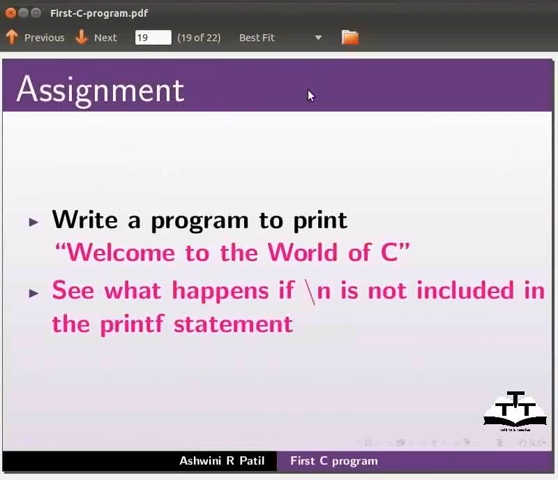 First-C-program.pdf
Previous Next 19 (19 of 22) Best Fit
Assignment
Write a program to print
“Welcome to the World of C”
See what happens if \n is not included in
the printf statement
TTT
Ashwini R Patil First C program